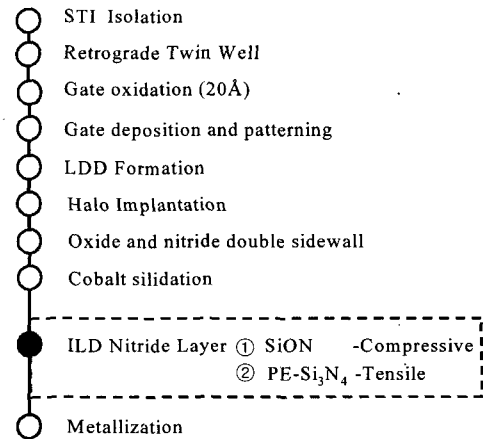 STI Isolation
Retrograde Twin Well
Gate oxidation (20Å)
Gate deposition and patterning
LDD Formation
Halo Implantation
Oxide and nitride double sidewall
Cobalt silidation
ILD Nitride Layer ① SiON -Compressive
② PE-Si₃N₄ -Tensile
Metallization